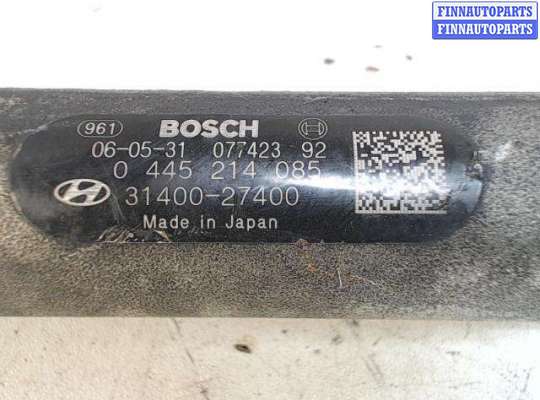 FINNAUTOPARTS
FINNAUTOPARTS
961 BOSCH
06-05-31 077423 92
0 445 214 085
31400-27400
Made in Japan